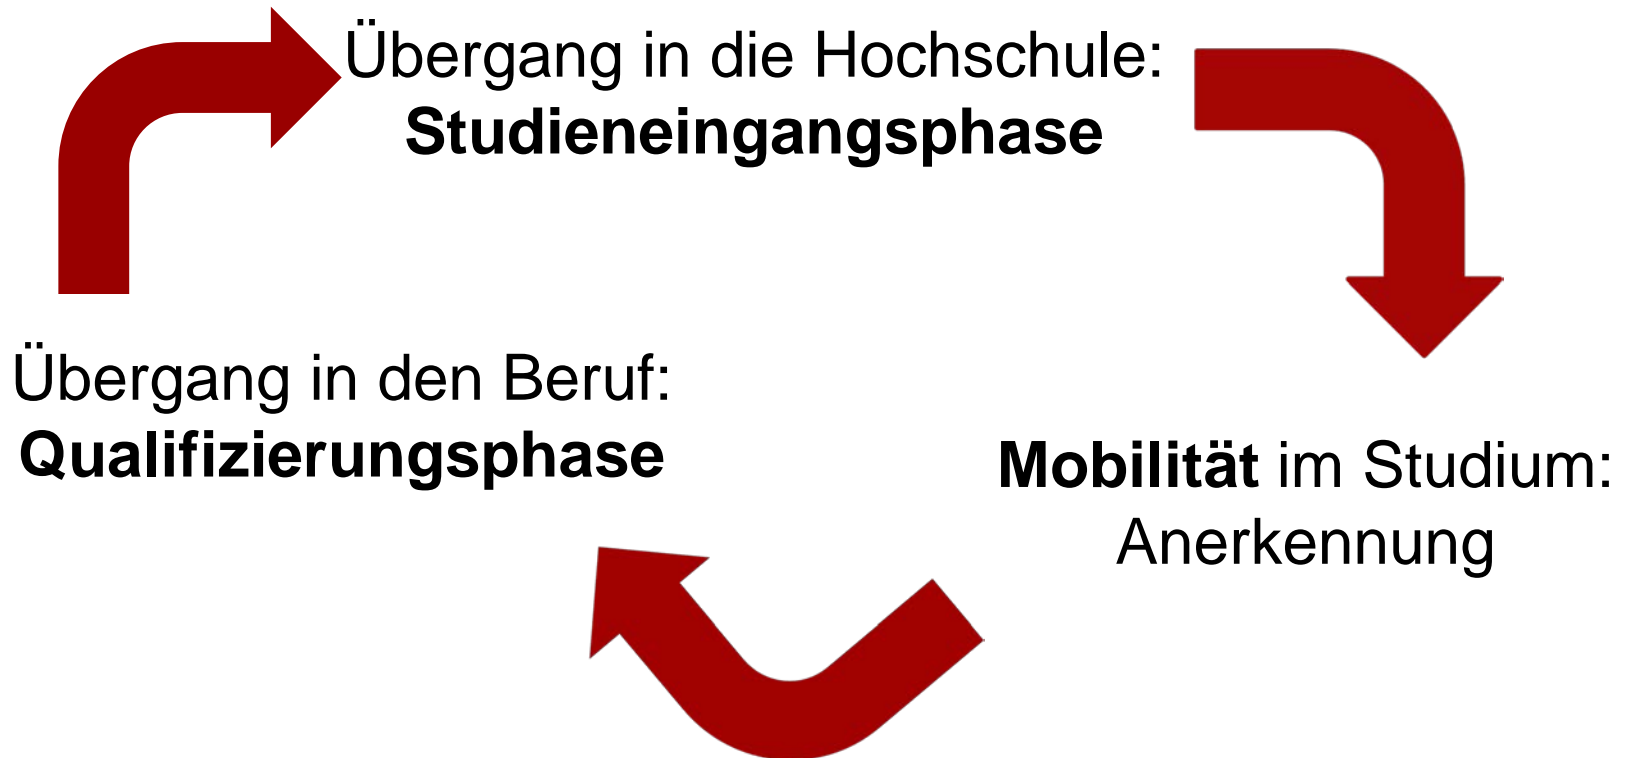 Übergang in die Hochschule:
Studieneingangsphase
Übergang in den Beruf:
Qualifizierungsphase
Mobilität im Studium:
Anerkennung